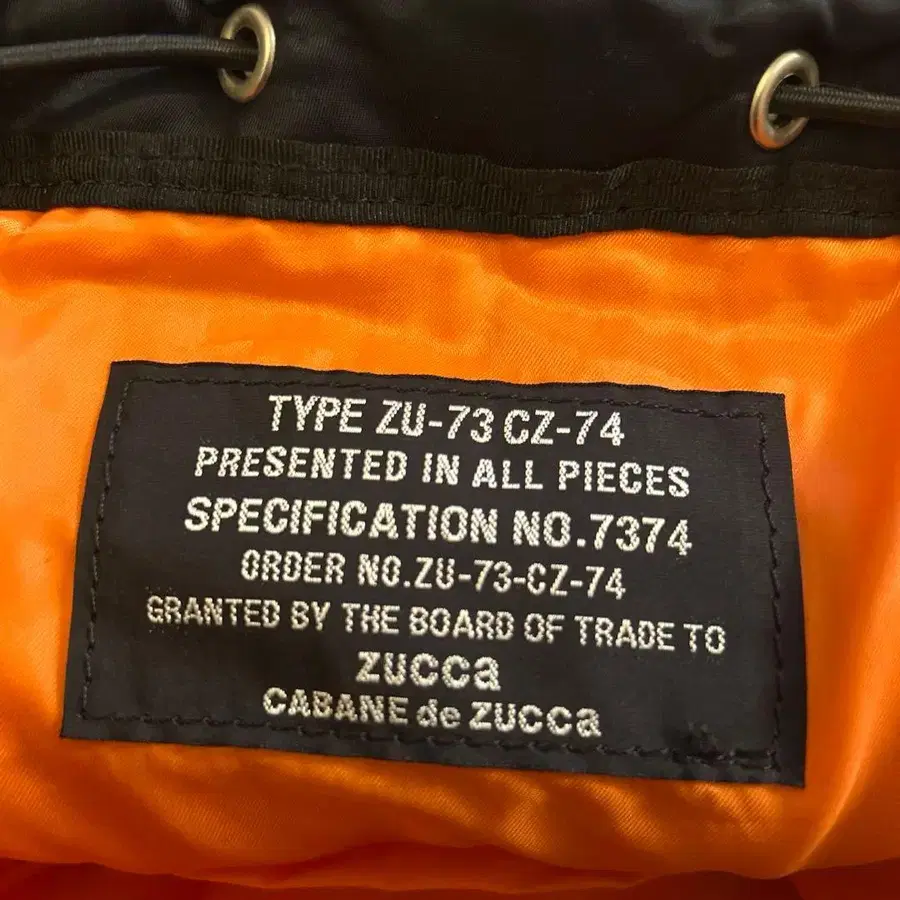 TYPE ZU-73 CZ-74
PRESENTED IN ALL PIECES
SPECIFICATION NO.7374
ORDER NO.ZU-73-CZ-74
GRANTED BY THE BOARD OF TRADE TO
ZUCCa
CABANE de ZUCCa